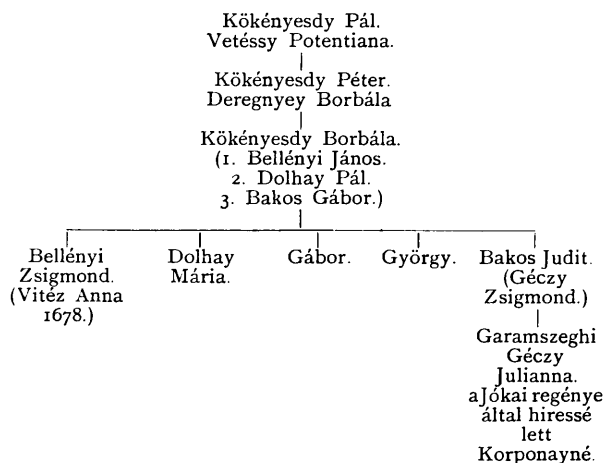 Kökényesdy Pál.
Vetéssy Potentiana.
Kökényesdy Péter.
Deregnyey Borbála
Kökényesdy Borbála.
(1. Bellényi János.
2. Dolhay Pál.
3. Bakos Gábor.)
Bellényi
Zsigmond.
(Vitéz Anna
1678.)
Dolhay
Mária.
Gábor.
György.
Bakos Judit.
(Géczy
Zsigmond.)
Garamszeghi
Géczy
Julianna.
a Jókai regénye
által hiressé
lett
Korponayné.